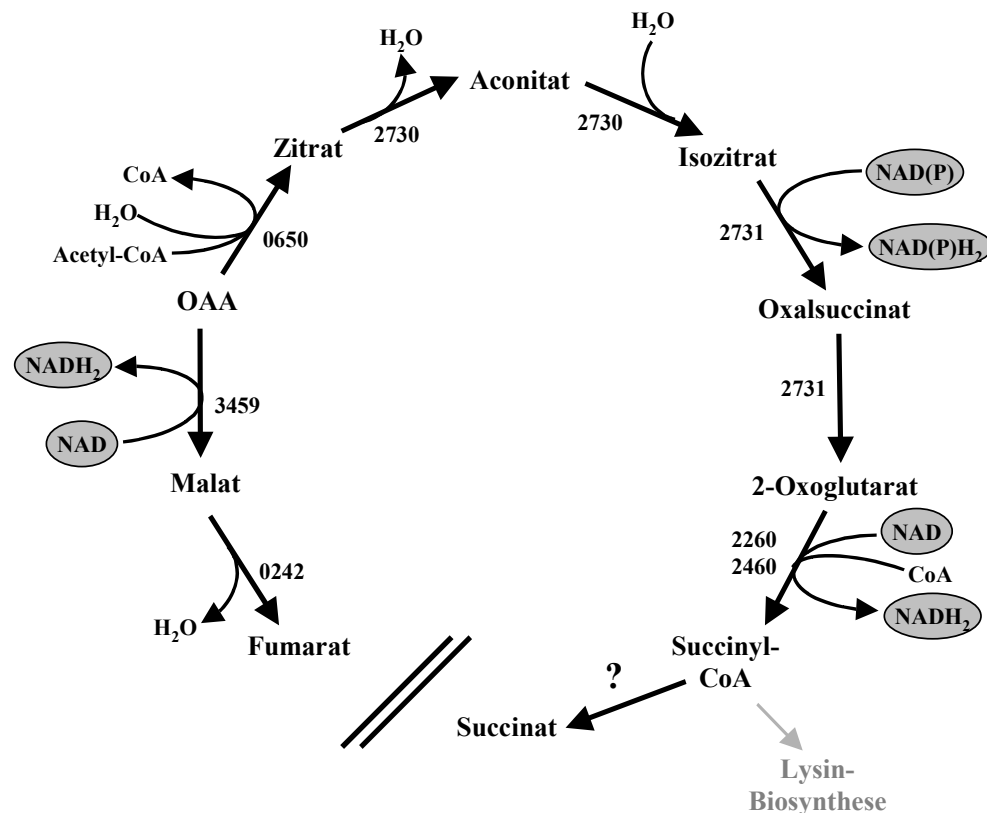 H₂O
Aconitat
H₂O
2730
2730
Zitrat
Isozitrat
CoA
H₂O
Acetyl-CoA
0650
NAD(P)
2731
NAD(P)H₂
OAA
Oxalsuccinat
NADH₂
3459
NAD
2731
Malat
2-Oxoglutarat
0242
H₂O
Fumarat
2260
2460
NAD
CoA
NADH₂
Succinyl-
CoA
?
Succinat
Lysin-
Biosynthese